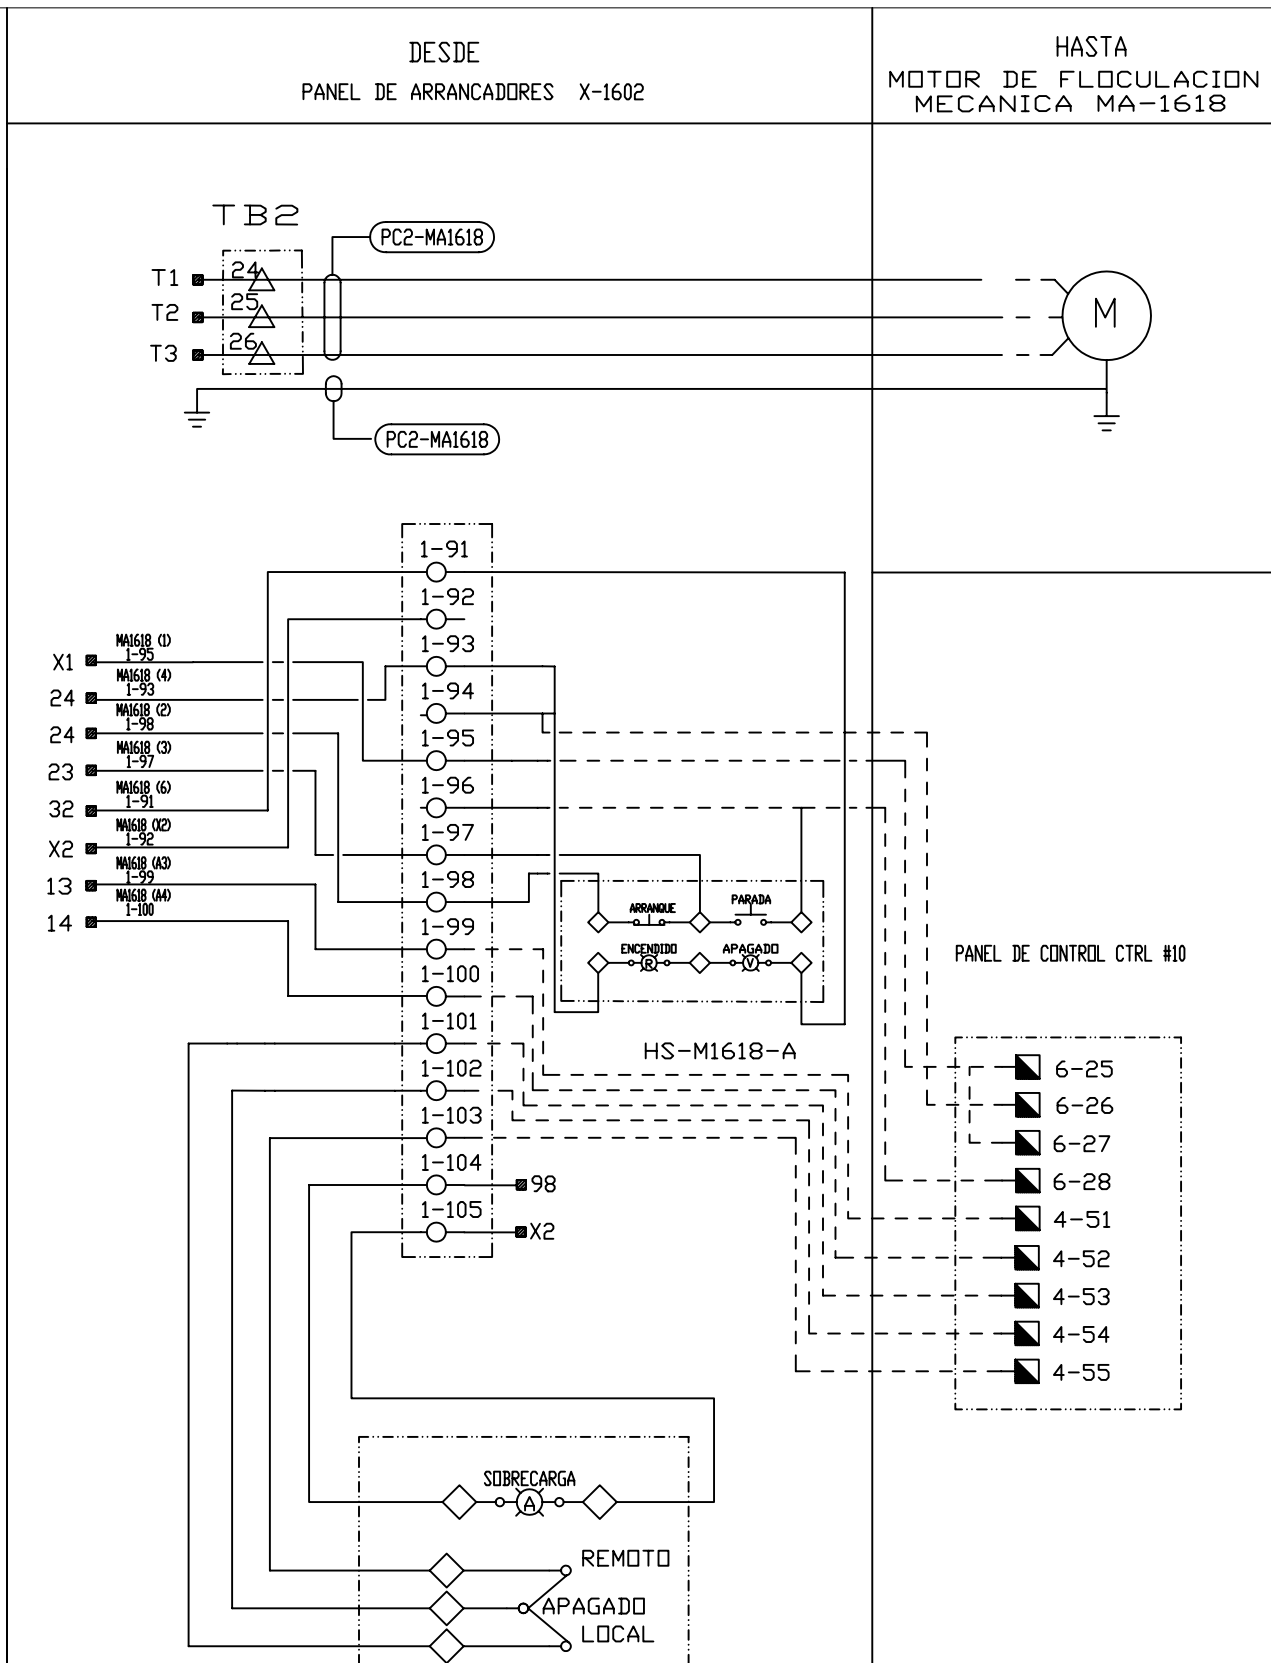 DESDE
PANEL DE ARRANCADORES X-1602
HASTA
MOTOR DE FLOCULACION
MECANICA MA-1618
TB2
PC2-MA1618
T1
24
T2
25
T3
26
M
PC2-MA1618
1-91
1-92
1-93
1-94
1-95
1-96
1-97
1-98
1-99
1-100
1-101
1-102
1-103
1-104
1-105
98
X2
X1
MA1618 (1)
1-95
24
MA1618 (4)
1-93
24
MA1618 (2)
1-98
23
MA1618 (3)
1-97
32
MA1618 (6)
1-91
X2
MA1618 (X2)
1-92
13
MA1618 (A3)
1-99
14
MA1618 (A4)
1-100
ARRANQUE
PARADA
ENCENDIDO
APAGADO
R
V
HS-M1618-A
PANEL DE CONTROL CTRL #10
6-25
6-26
6-27
6-28
4-51
4-52
4-53
4-54
4-55
SOBRECARGA
A
REMOTO
APAGADO
LOCAL